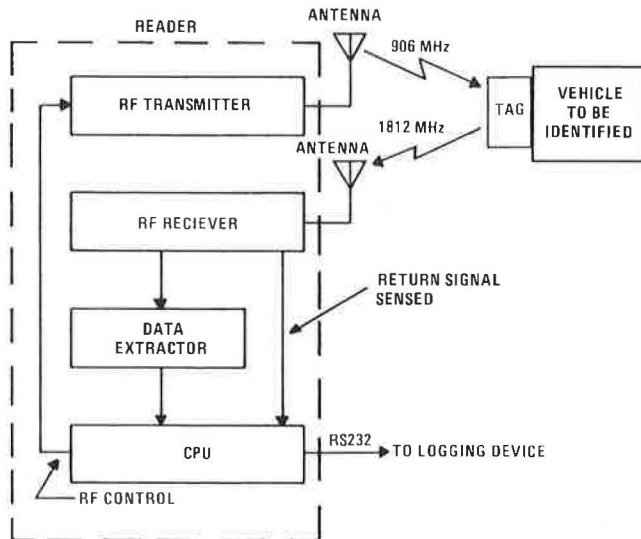 READER
ANTENNA
906 MHz
RF TRANSMITTER
TAG
VEHICLE
TO BE
IDENTIFIED
1812 MHz
ANTENNA
RF RECIEVER
RETURN SIGNAL
SENSED
DATA
EXTRACTOR
CPU
RS232
TO LOGGING DEVICE
RF CONTROL